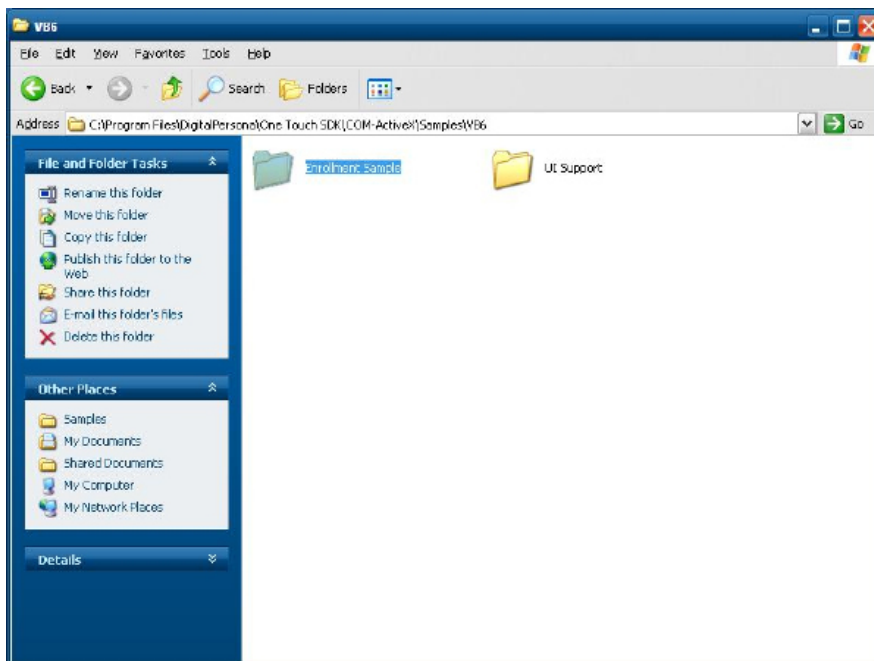 VB6
File Edit View Favorites Tools Help
Back Search Folders
Address C:\Program Files\DigitalPersona\One Touch SDK\COM-ActiveX\Samples\VB6 Go
File and Folder Tasks
Rename this folder
Move this folder
Copy this folder
Publish this folder to the
Web
Share this folder
E-mail this folder's files
Delete this folder
Other Places
Samples
My Documents
Shared Documents
My Computer
My Network Places
Details
Enrollment Sample
UI Support